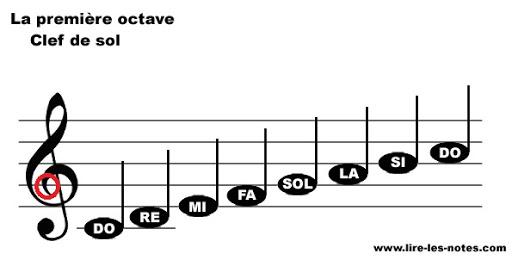 La première octave
Clef de sol
DO RE MI FA SOL LA SI DO
www.lire-les-notes.com